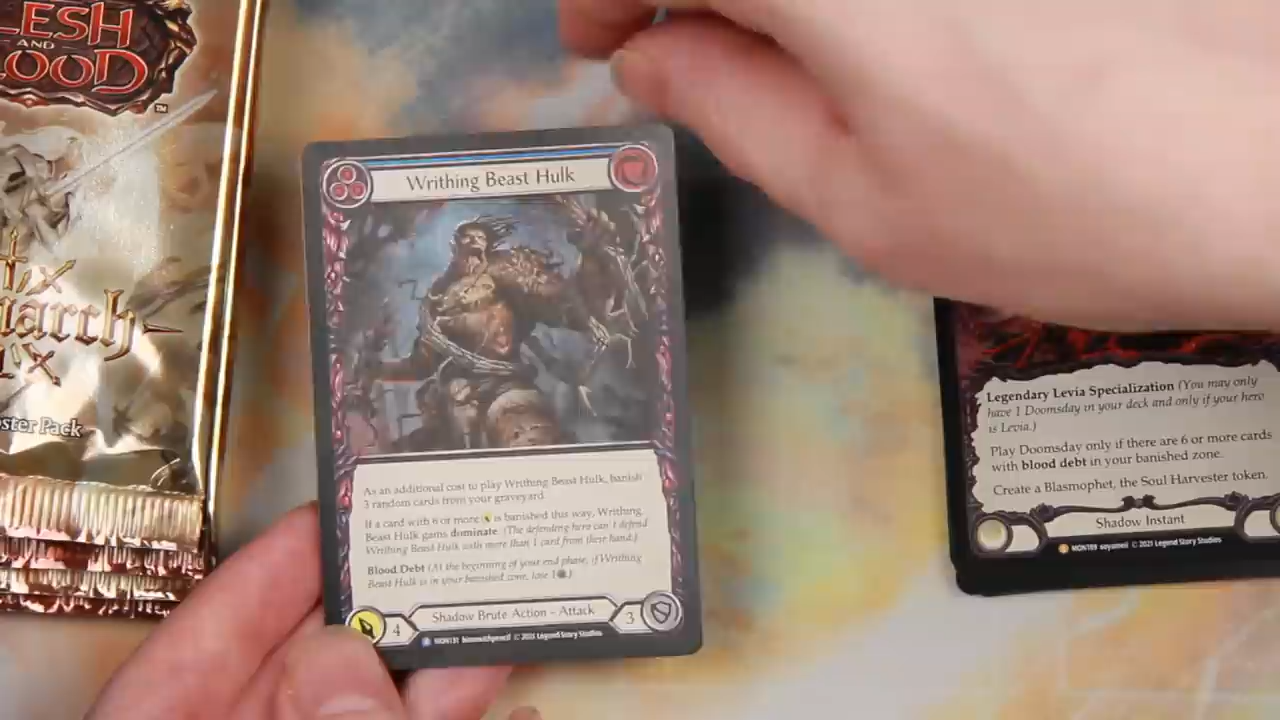 LESH
AND
LOOD
TM
narch
oster Pack
Writhing Beast Hulk
As an additional cost to play Writhing Beast Hulk, banish
3 random cards from your graveyard.
If a card with 6 or more is banished this way, Writhing
Beast Hulk gains dominate. (The defending hero can't defend
Writhing Beast Hulk with more than 1 card from their hand.)
Blood Debt (At the beginning of your end phase, if Writhing
Beast Hulk is in your banished zone, lose 1.)
4
Shadow Brute Action – Attack
3
MON131 © 2021 Legend Story Studios
Legendary Levia Specialization (You may only
have 1 Doomsday in your deck and only if your hero
is Levia.)
Play Doomsday only if there are 6 or more cards
with blood debt in your banished zone.
Create a Blasmophet, the Soul Harvester token.
Shadow Instant
MON189 © 2021 Legend Story Studios